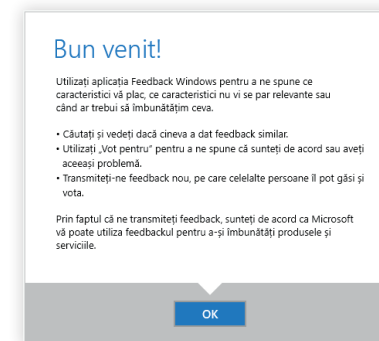 Bun venit!
Utilizați aplicația Feedback Windows pentru a ne spune ce
caracteristici vă plac, ce caracteristici nu vi se par relevante sau
când ar trebui să îmbunătățim ceva.
• Căutați și vedeți dacă cineva a dat feedback similar.
• Utilizați „Vot pentru” pentru a ne spune că sunteți de acord sau aveți
aceeași problemă.
• Transmiteți-ne feedback nou, pe care celelalte persoane îl pot găsi și
vota.
Prin faptul că ne transmiteți feedback, sunteți de acord ca Microsoft
vă poate utiliza feedbackul pentru a-și îmbunătăți produsele și
serviciile.
OK